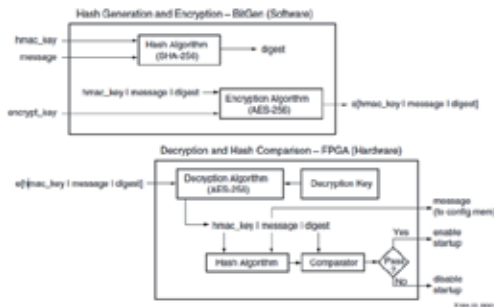 Hash Generation and Encryption – BitGen (Software)
hmac_key
message
Hash Algorithm
(SHA-256)
digest
hmac_key | message | digest
encrypt_key
Encryption Algorithm
(AES-256)
e[hmac_key | message | digest]
Decryption and Hash Comparison – FPGA (Hardware)
e[hmac_key | message | digest]
Decryption Algorithm
(AES-256)
Decryption Key
message
(to config mem)
hmac_key | message | digest
Hash Algorithm
Comparator
Pass
?
Yes
enable
startup
No
disable
startup